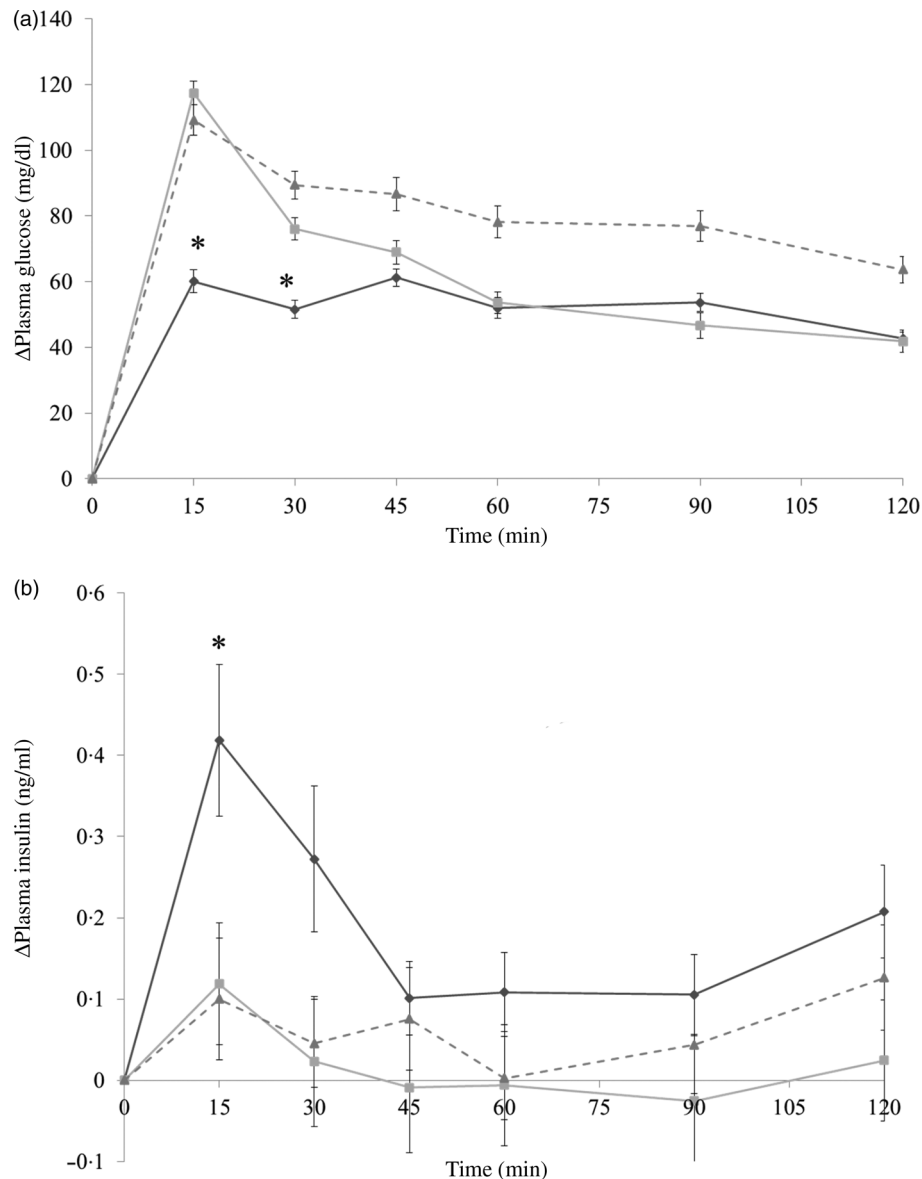 (a)
140
120
100
80
60
40
20
0
ΔPlasma glucose (mg/dl)
*
*
0 15 30 45 60 75 90 105 120
Time (min)
(b)
0·6
0·5
0·4
0·3
0·2
0·1
0
–0·1
ΔPlasma insulin (ng/ml)
*
0 15 30 45 60 75 90 105 120
Time (min)